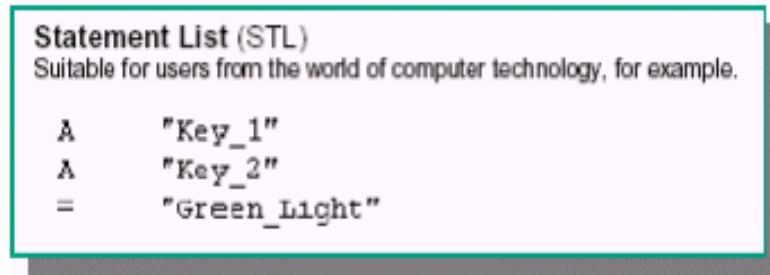 Statement List (STL)
Suitable for users from the world of computer technology, for example.
A "Key_1"
A "Key_2"
= "Green_Light"